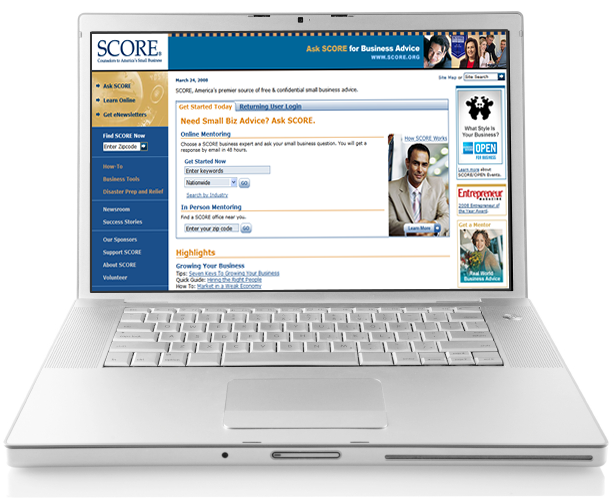 SCORE®
Counselors to America's Small Business
Ask SCORE for Business Advice
WWW.SCORE.ORG
Site Map or Site Search
Ask SCORE
Learn Online
Get eNewsletters
Find SCORE Now
Enter Zipcode
How-To
Business Tools
Disaster Prep and Relief
Newsroom
Success Stories
Our Sponsors
Support SCORE
About SCORE
Volunteer
March 24, 2008
SCORE, America's premier source of free & confidential small business advice.
Get Started Today
Returning User Login
Need Small Biz Advice? Ask SCORE.
Online Mentoring
How SCORE Works
Choose a SCORE business expert and ask your small business question. You will get a
response by email in 48 hours.
Get Started Now
Enter keywords
Nationwide
GO
Search by Industry
In Person Mentoring
Find a SCORE office near you.
Enter your zip code
GO
Learn More
Highlights
Growing Your Business
Tips: Seven Keys To Growing Your Business
Quick Guide: Hiring the Right People
How To: Market in a Weak Economy
What Style Is
Your Business?
OPEN
FOR BUSINESS
Learn more about
SCORE/OPEN Events.
Entrepreneur
MAGAZINE
2008 Entrepreneur of
the Year Award
Get a Mentor
Real World
Business Advice